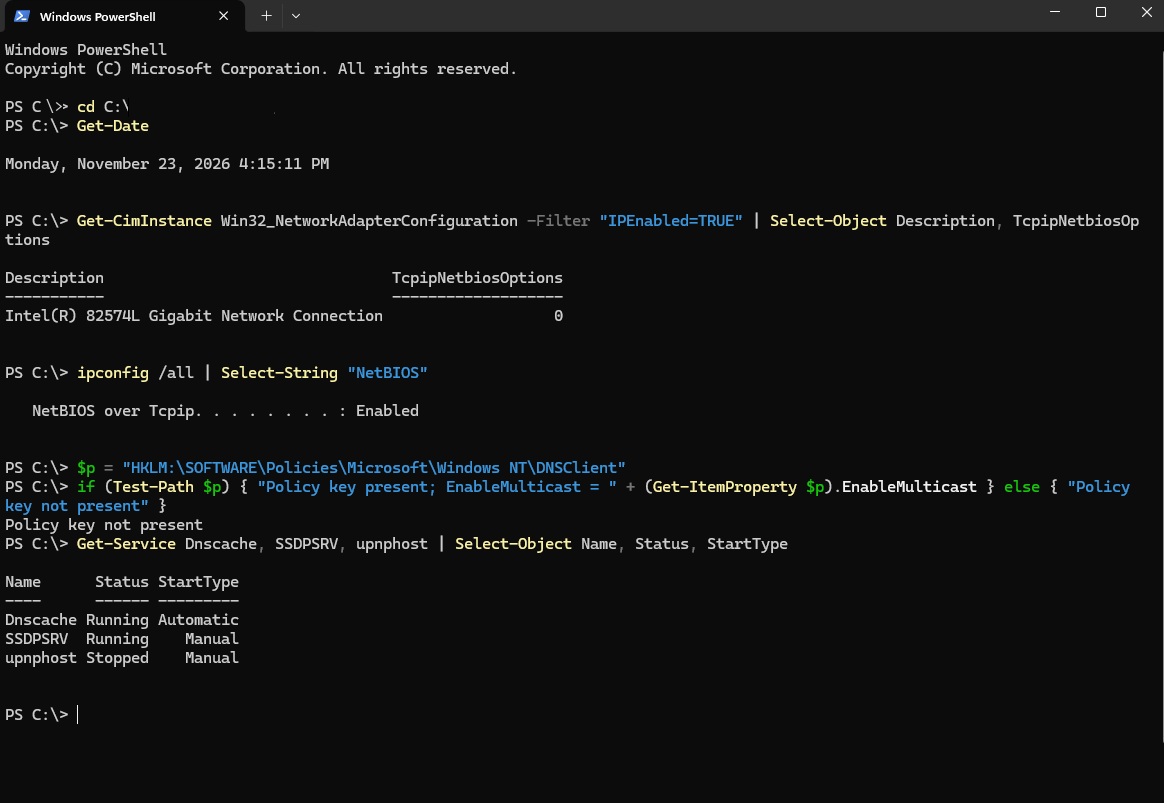 Windows PowerShell
Windows PowerShell
Copyright (C) Microsoft Corporation. All rights reserved.
PS C\>> cd C:\
PS C:\> Get-Date
Monday, November 23, 2026 4:15:11 PM
PS C:\> Get-CimInstance Win32_NetworkAdapterConfiguration -Filter "IPEnabled=TRUE" | Select-Object Description, TcpipNetbiosOp
tions
Description TcpipNetbiosOptions
----------- -------------------
Intel(R) 82574L Gigabit Network Connection 0
PS C:\> ipconfig /all | Select-String "NetBIOS"
NetBIOS over Tcpip. . . . . . . . : Enabled
PS C:\> $p = "HKLM:\SOFTWARE\Policies\Microsoft\Windows NT\DNSClient"
PS C:\> if (Test-Path $p) { "Policy key present; EnableMulticast = " + (Get-ItemProperty $p).EnableMulticast } else { "Policy
key not present" }
Policy key not present
PS C:\> Get-Service Dnscache, SSDPSRV, upnphost | Select-Object Name, Status, StartType
Name Status StartType
---- ------ ---------
Dnscache Running Automatic
SSDPSRV Running Manual
upnphost Stopped Manual
PS C:\>